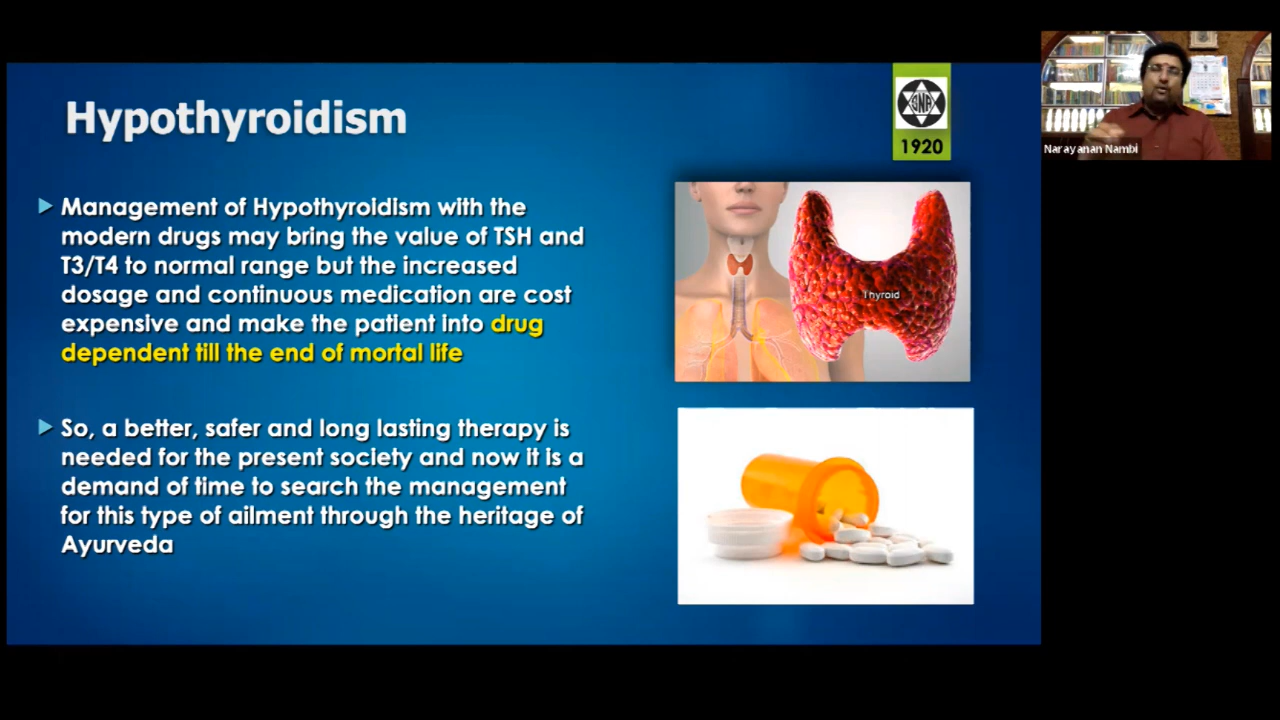 Hypothyroidism
SNA
1920
Management of Hypothyroidism with the
modern drugs may bring the value of TSH and
T3/T4 to normal range but the increased
dosage and continuous medication are cost
expensive and make the patient into drug
dependent till the end of mortal life
So, a better, safer and long lasting therapy is
needed for the present society and now it is a
demand of time to search the management
for this type of ailment through the heritage of
Ayurveda
Thyroid
Narayanan Nambi